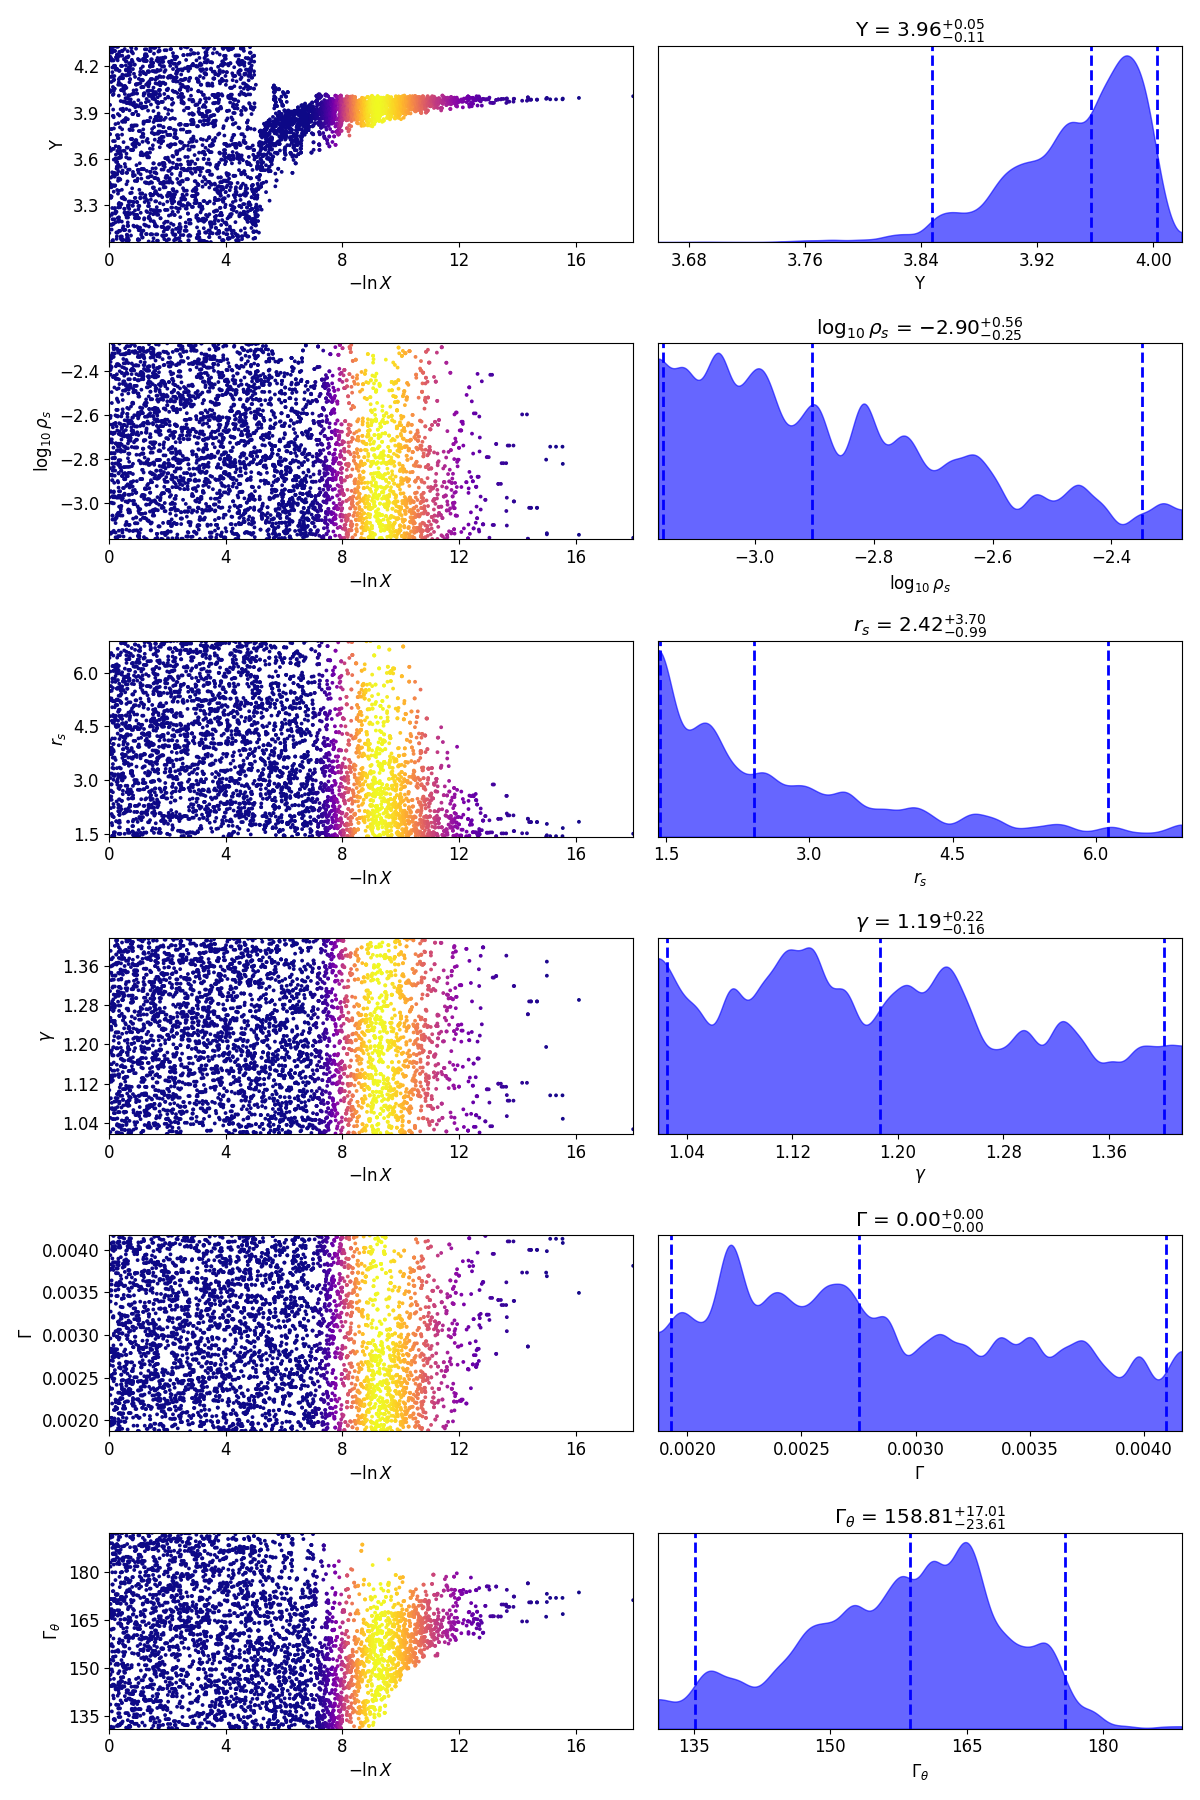 Y = 3.96^{+0.05}_{-0.11}
4.2
3.9
3.6
3.3
Y
0 4 8 12 16
−ln X
3.68 3.76 3.84 3.92 4.00
Y
log₁₀ ρₛ = −2.90^{+0.56}_{-0.25}
−2.4
−2.6
−2.8
−3.0
log₁₀ ρₛ
0 4 8 12 16
−ln X
−3.0 −2.8 −2.6 −2.4
log₁₀ ρₛ
rₛ = 2.42^{+3.70}_{-0.99}
6.0
4.5
3.0
1.5
rₛ
0 4 8 12 16
−ln X
1.5 3.0 4.5 6.0
rₛ
γ = 1.19^{+0.22}_{-0.16}
1.36
1.28
1.20
1.12
1.04
γ
0 4 8 12 16
−ln X
1.04 1.12 1.20 1.28 1.36
γ
Γ = 0.00^{+0.00}_{-0.00}
0.0040
0.0035
0.0030
0.0025
0.0020
Γ
0 4 8 12 16
−ln X
0.0020 0.0025 0.0030 0.0035 0.0040
Γ
Γ_θ = 158.81^{+17.01}_{-23.61}
180
165
150
135
Γ_θ
0 4 8 12 16
−ln X
135 150 165 180
Γ_θ